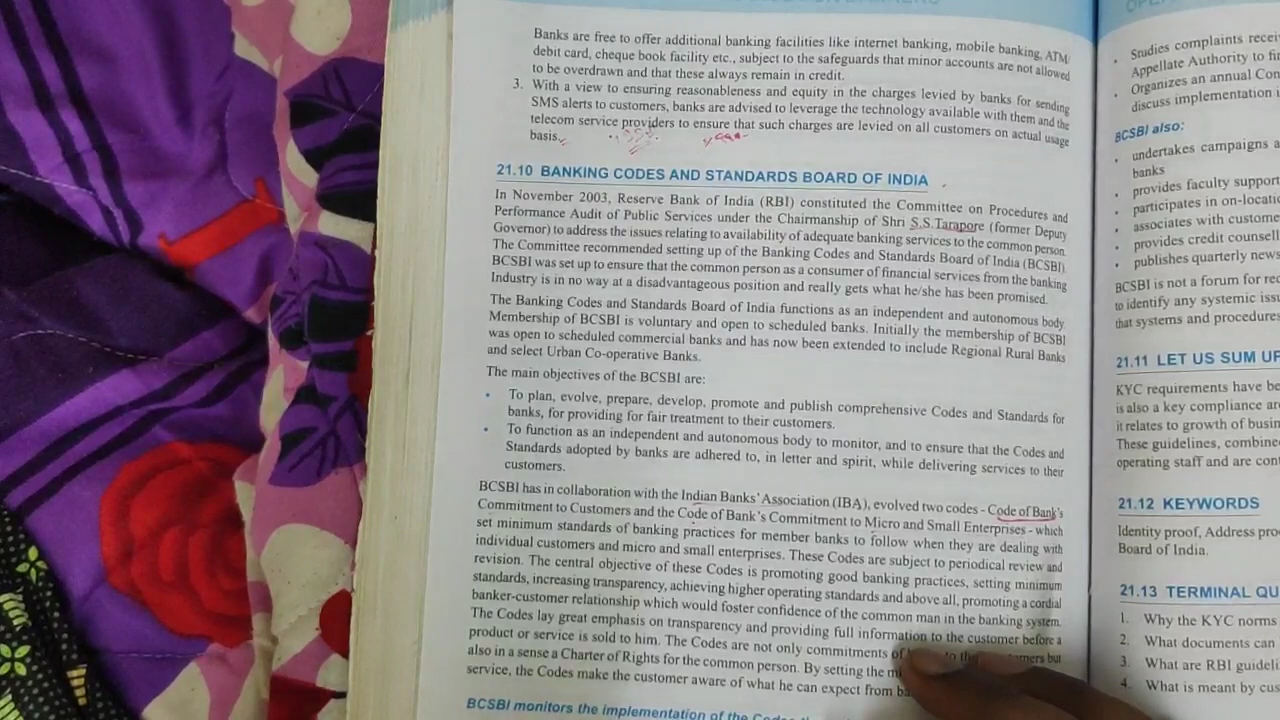 Banks are free to offer additional banking facilities like internet banking, mobile banking, ATM/
debit card, cheque book facility etc., subject to the safeguards that minor accounts are not allowed
to be overdrawn and that these always remain in credit.
3. With a view to ensuring reasonableness and equity in the charges levied by banks for sending
SMS alerts to customers, banks are advised to leverage the technology available with them and the
telecom service providers to ensure that such charges are levied on all customers on actual usage
basis.
21.10 BANKING CODES AND STANDARDS BOARD OF INDIA
In November 2003, Reserve Bank of India (RBI) constituted the Committee on Procedures and
Performance Audit of Public Services under the Chairmanship of Shri S.S.Tarapore (former Deputy
Governor) to address the issues relating to availability of adequate banking services to the common person.
The Committee recommended setting up of the Banking Codes and Standards Board of India (BCSBI).
BCSBI was set up to ensure that the common person as a consumer of financial services from the banking
Industry is in no way at a disadvantageous position and really gets what he/she has been promised.
The Banking Codes and Standards Board of India functions as an independent and autonomous body.
Membership of BCSBI is voluntary and open to scheduled banks. Initially the membership of BCSBI
was open to scheduled commercial banks and has now been extended to include Regional Rural Banks
and select Urban Co-operative Banks.
The main objectives of the BCSBI are:
• To plan, evolve, prepare, develop, promote and publish comprehensive Codes and Standards for
banks, for providing for fair treatment to their customers.
• To function as an independent and autonomous body to monitor, and to ensure that the Codes and
Standards adopted by banks are adhered to, in letter and spirit, while delivering services to their
customers.
BCSBI has in collaboration with the Indian Banks' Association (IBA), evolved two codes - Code of Bank's
Commitment to Customers and the Code of Bank's Commitment to Micro and Small Enterprises - which
set minimum standards of banking practices for member banks to follow when they are dealing with
individual customers and micro and small enterprises. These Codes are subject to periodical review and
revision. The central objective of these Codes is promoting good banking practices, setting minimum
standards, increasing transparency, achieving higher operating standards and above all, promoting a cordial
banker-customer relationship which would foster confidence of the common man in the banking system.
The Codes lay great emphasis on transparency and providing full information to the customer before a
product or service is sold to him. The Codes are not only commitments of to the but
also in a sense a Charter of Rights for the common person. By setting the
service, the Codes make the customer aware of what he can expect from
BCSBI monitors the implementation of the
• Studies complaints
Appellate Authority to
• Organizes an annual
discuss implementation
BCSBI also:
• undertakes campaigns
banks
• provides faculty support
• participates in
• associates with
• provides credit
• publishes quarterly
BCSBI is not a forum for
to identify any systemic
that systems and procedures
21.11 LET US SUM UP
KYC requirements have
is also a key compliance
it relates to growth of
These guidelines,
operating staff and are
21.12 KEYWORDS
Identity proof, Address
Board of India.
21.13 TERMINAL
1. Why the KYC norms
2. What documents can
3. What are RBI
4. What is meant by